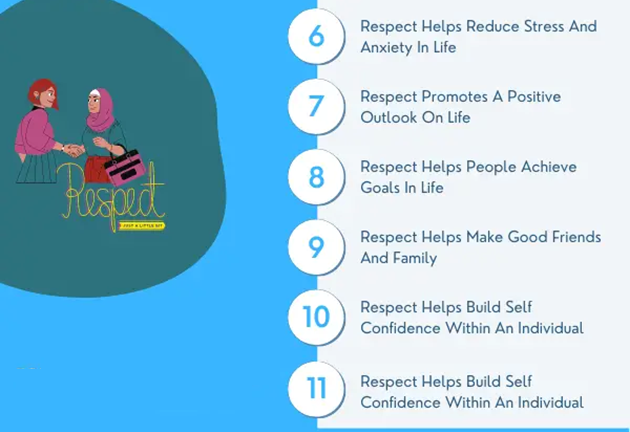 6
Respect Helps Reduce Stress And
Anxiety In Life
7
Respect Promotes A Positive
Outlook On Life
8
Respect Helps People Achieve
Goals In Life
9
Respect Helps Make Good Friends
And Family
10
Respect Helps Build Self
Confidence Within An Individual
11
Respect Helps Build Self
Confidence Within An Individual
Respect
JUST A LITTLE BIT